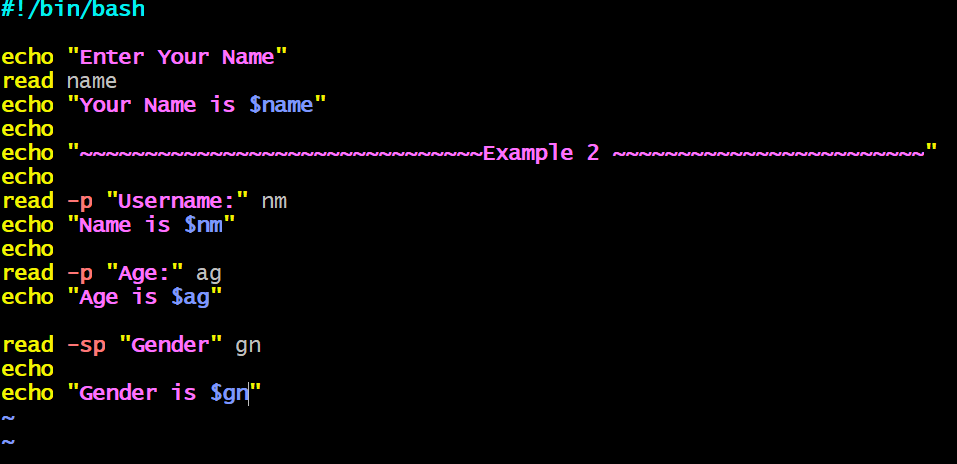 #!/bin/bash

echo "Enter Your Name"
read name
echo "Your Name is $name"
echo
echo "~~~~~~~~~~~~~~~~~~~~~~~~~~~~~~~Example 2 ~~~~~~~~~~~~~~~~~~~~~~~~"
echo
read -p "Username:" nm
echo "Name is $nm"
echo
read -p "Age:" ag
echo "Age is $ag"

read -sp "Gender" gn
echo
echo "Gender is $gn"
~
~